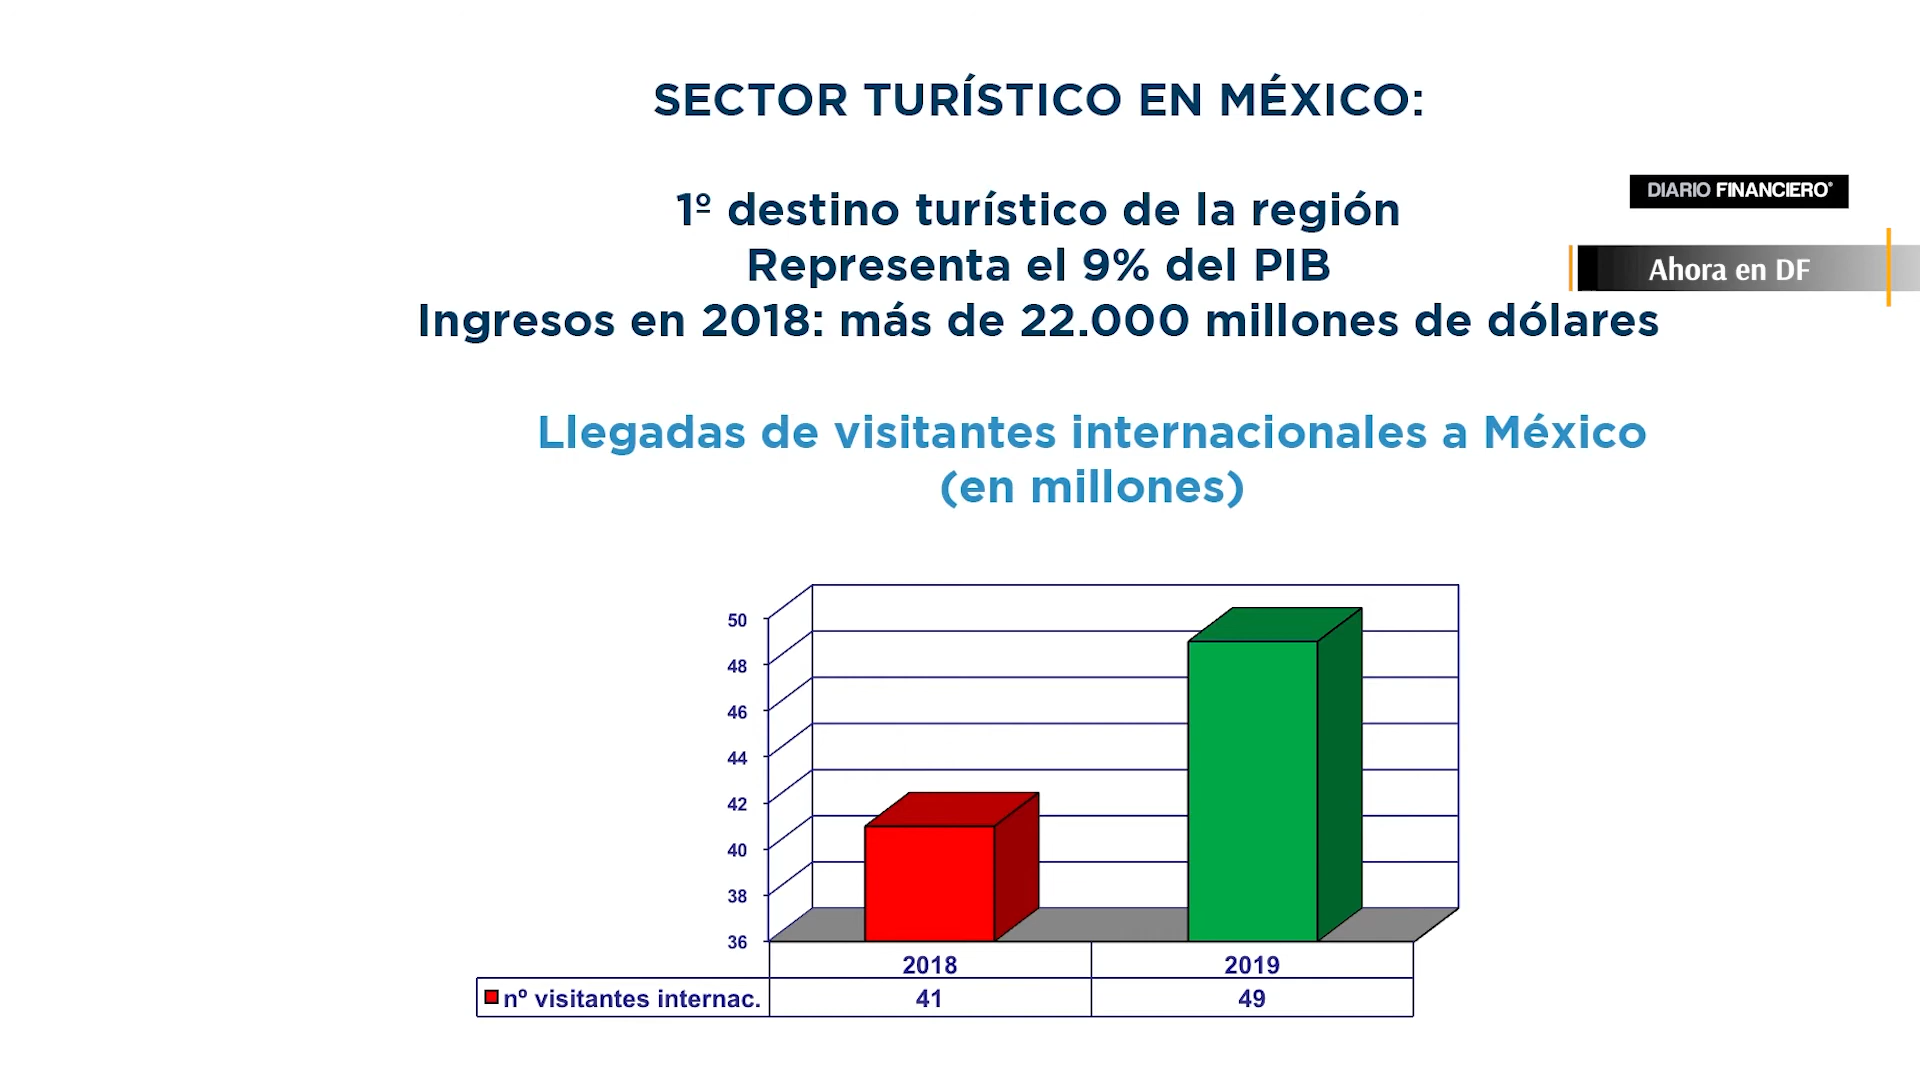 SECTOR TURÍSTICO EN MÉXICO:
1º destino turístico de la región
Representa el 9% del PIB
Ingresos en 2018: más de 22.000 millones de dólares
DIARIO FINANCIERO®
Ahora en DF
Llegadas de visitantes internacionales a México
(en millones)
50
48
46
44
42
40
38
36
2018 2019
nº visitantes internac. 41 49